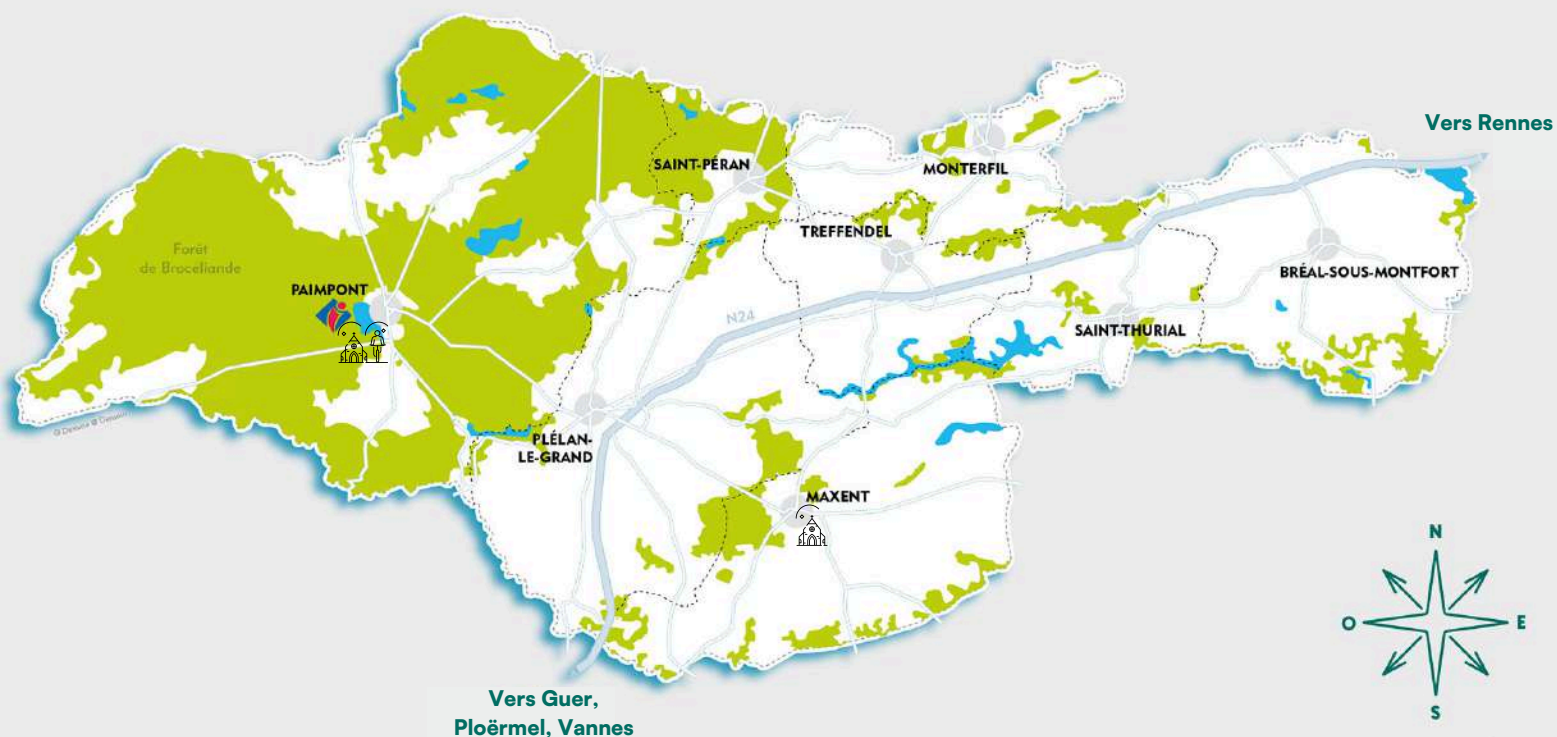 Vers Rennes
SAINT-PÉRAN
MONTERFIL
TREFFENDEL
Forêt
de Brocéliande
BRÉAL-SOUS-MONTFORT
PAIMPONT
N24
SAINT-THURIAL
PLÉLAN-
LE-GRAND
MAXENT
N
O
E
S
Vers Guer,
Ploërmel, Vannes